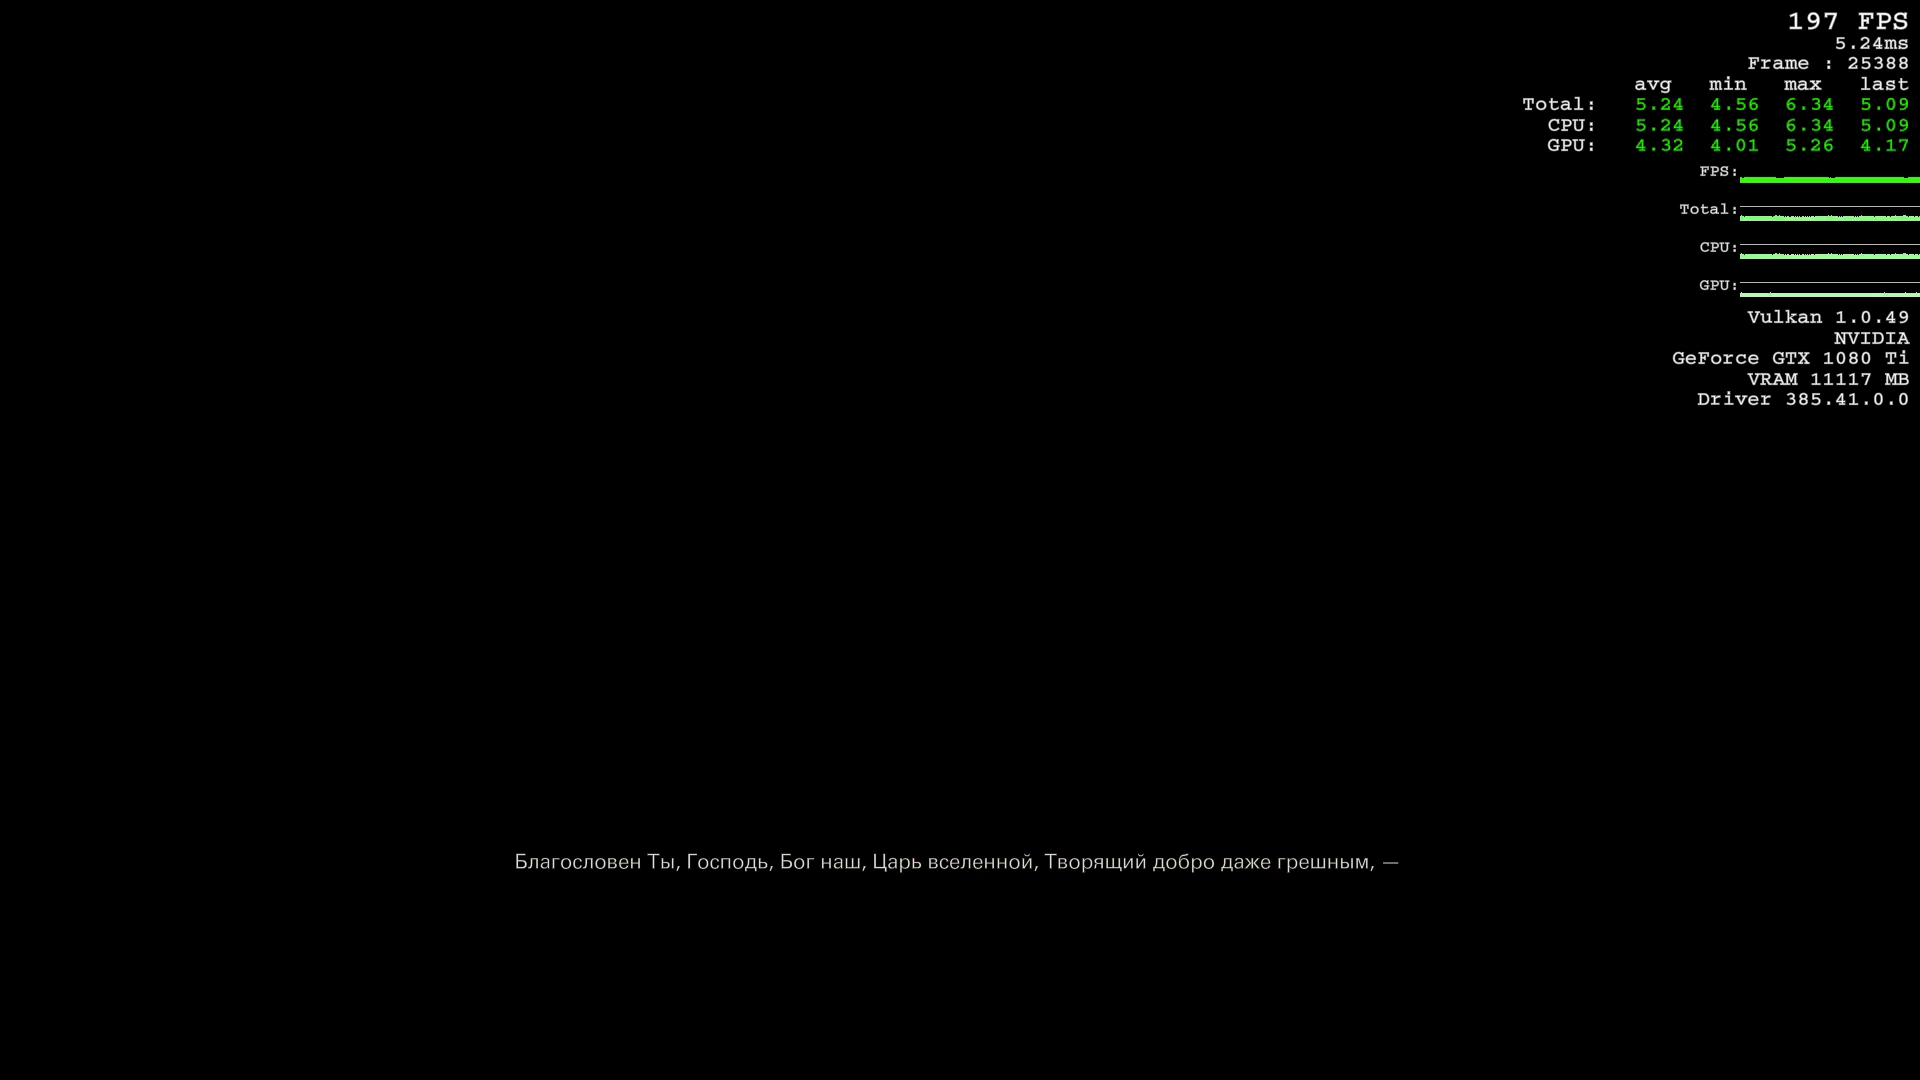 197 FPS
5.24ms
Frame : 25388
avg min max last
Total: 5.24 4.56 6.34 5.09
CPU: 5.24 4.56 6.34 5.09
GPU: 4.32 4.01 5.26 4.17
FPS:
Total:
CPU:
GPU:
Vulkan 1.0.49
NVIDIA
GeForce GTX 1080 Ti
VRAM 11117 MB
Driver 385.41.0.0
Благословен Ты, Господь, Бог наш, Царь вселенной, Творящий добро даже грешным, —